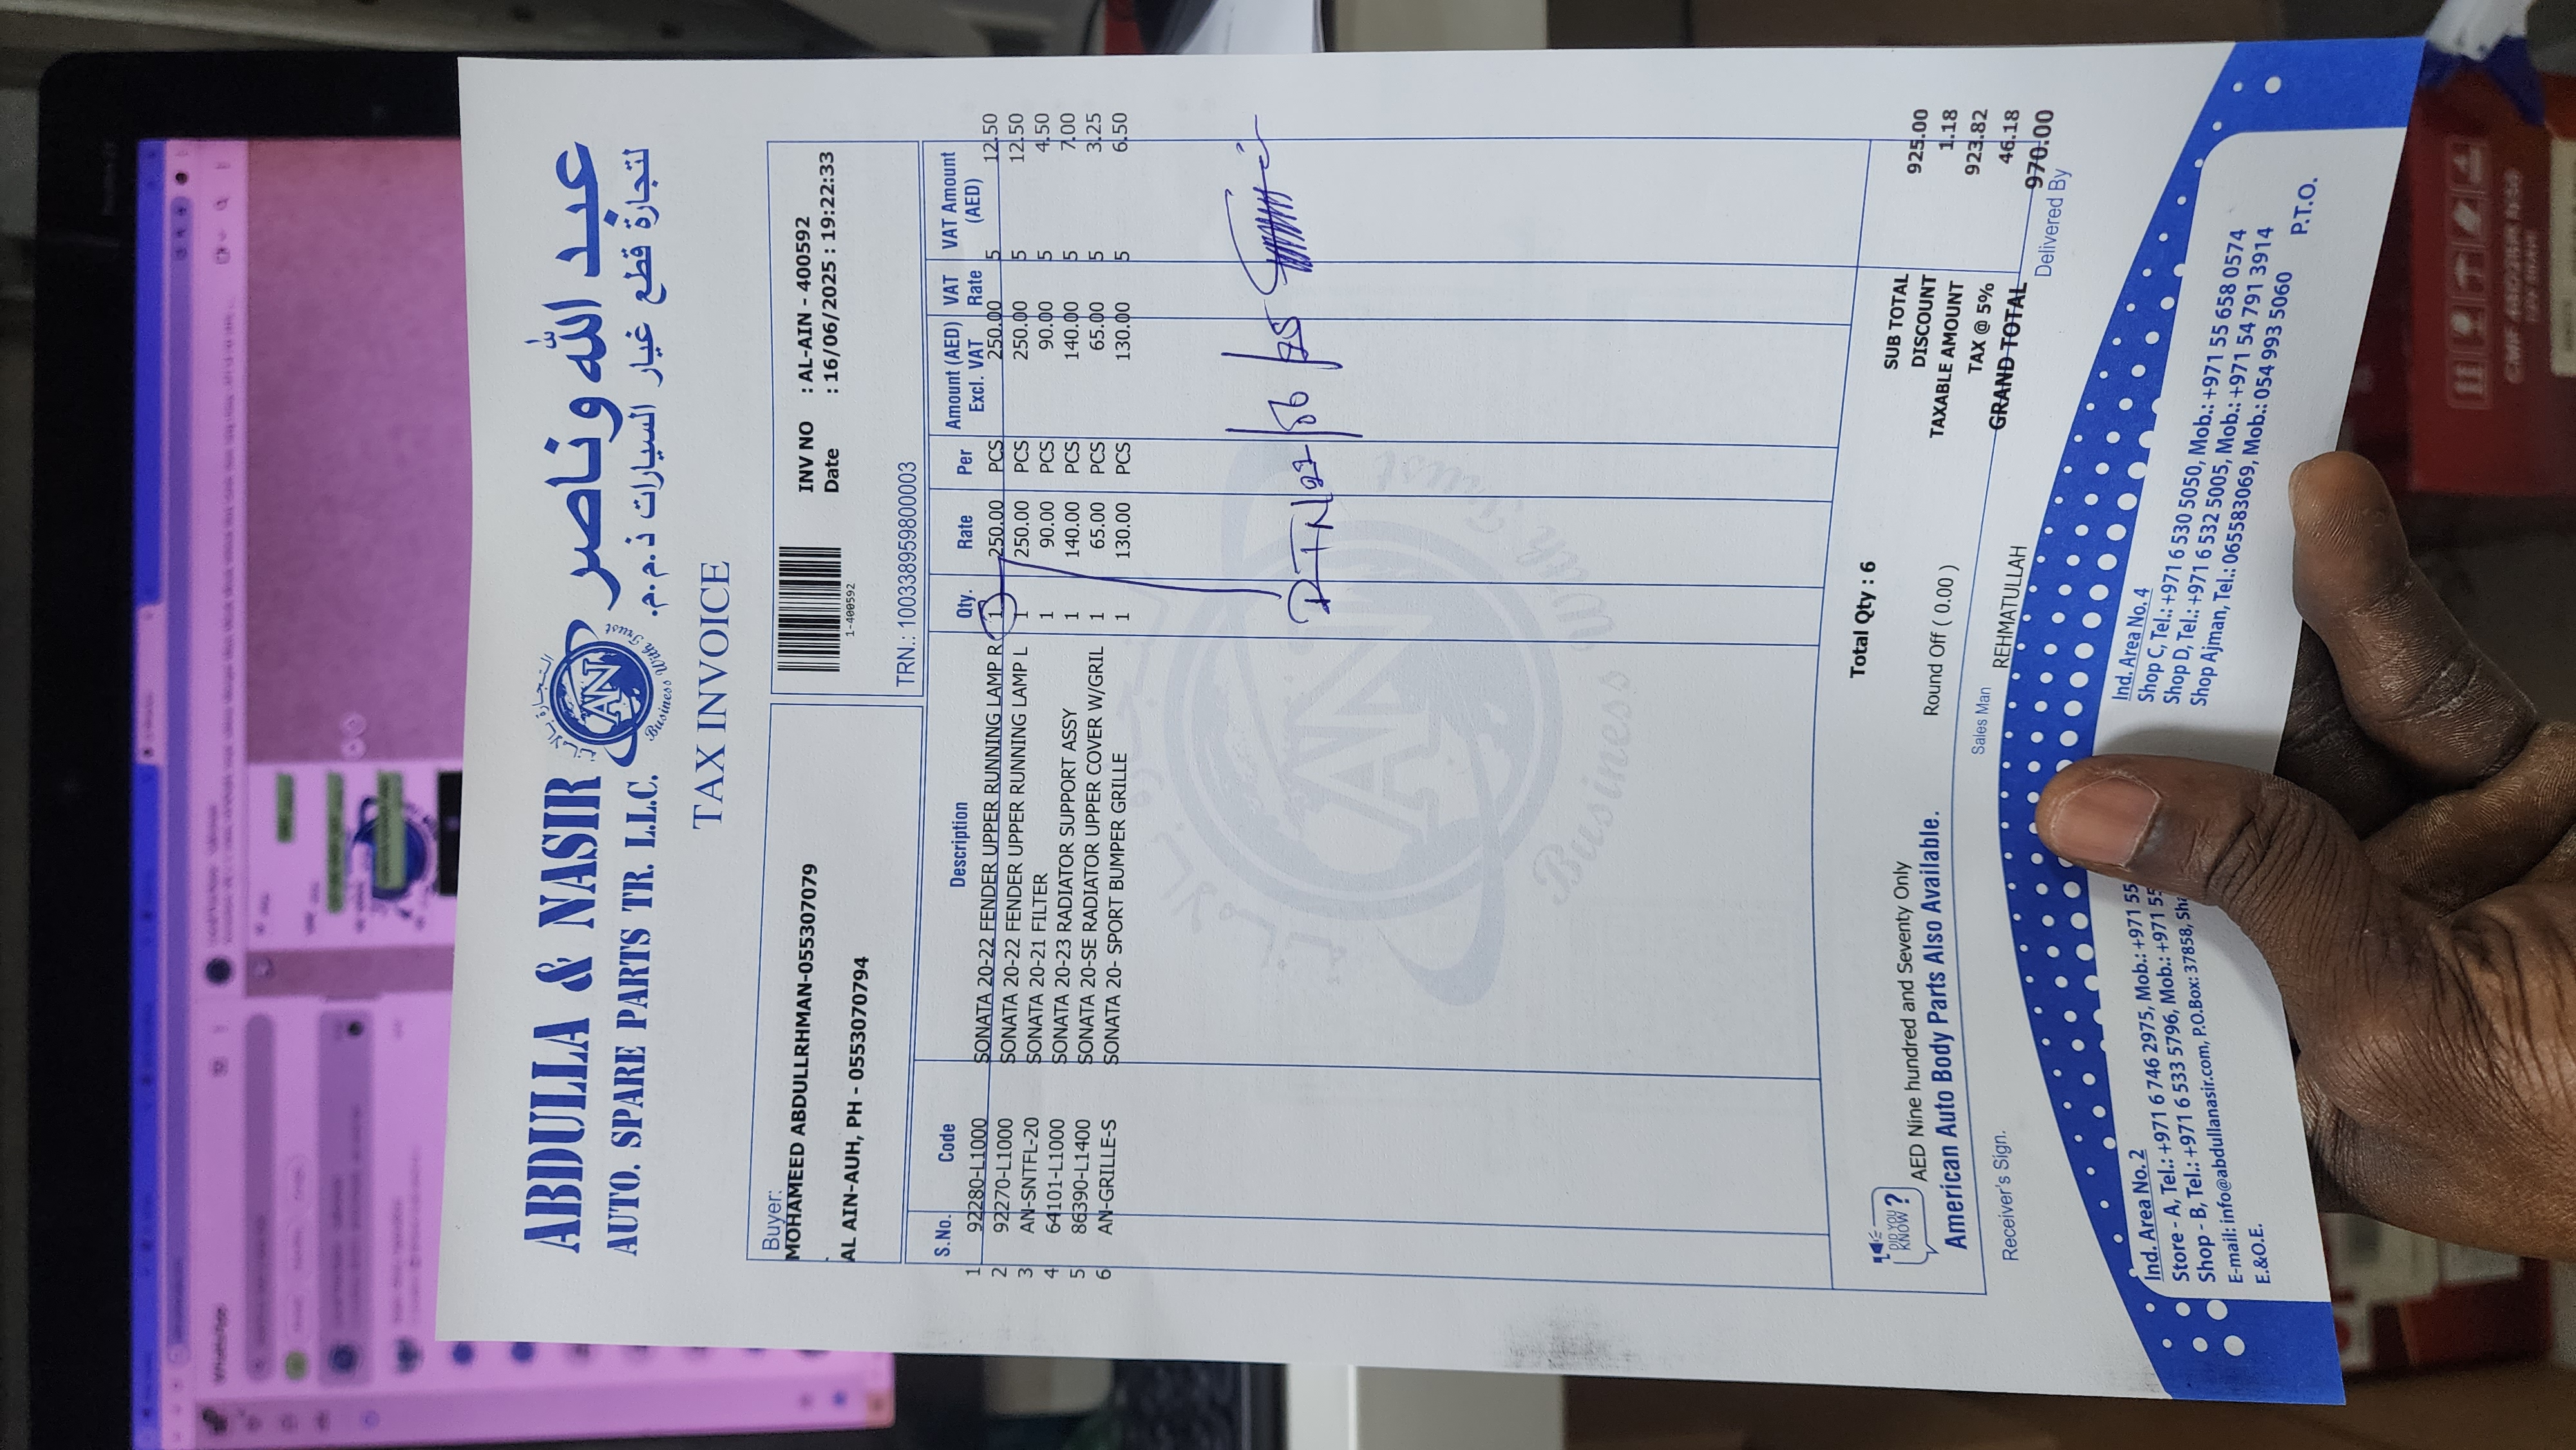 ABDULLA & NASIR
AUTO. SPARE PARTS TR. L.L.C.
عبد الله وناصر
لتجارة قطع غيار السيارات ذ.م.م.
AN
Business With Trust
TAX INVOICE
Buyer:
MOHAMEED ABDULLRHMAN-055307079
.
AL AIN-AUH, PH - 0553070794
1-400592
INV NO : AL-AIN - 400592
Date : 16/06/2025 : 19:22:33
TRN.: 100338959800003
S.No. Code Description Qty. Rate Per Amount (AED) Excl. VAT VAT Rate VAT Amount (AED)
1 92280-L1000 SONATA 20-22 FENDER UPPER RUNNING LAMP R 1 250.00 PCS 250.00 5 12.50
2 92270-L1000 SONATA 20-22 FENDER UPPER RUNNING LAMP L 1 250.00 PCS 250.00 5 12.50
3 AN-SNTFL-20 SONATA 20-21 FILTER 1 90.00 PCS 90.00 5 4.50
4 64101-L1000 SONATA 20-23 RADIATOR SUPPORT ASSY 1 140.00 PCS 140.00 5 7.00
5 86390-L1400 SONATA 20-SE RADIATOR UPPER COVER W/GRIL 1 65.00 PCS 65.00 5 3.25
6 AN-GRILLE-S SONATA 20- SPORT BUMPER GRILLE 1 130.00 PCS 130.00 5 6.50
AN
Business With Trust
Total Qty : 6
SUB TOTAL 925.00
DISCOUNT 1.18
TAXABLE AMOUNT 923.82
TAX @ 5% 46.18
GRAND TOTAL 970.00
DID YOU KNOW ?
AED Nine hundred and Seventy Only
Round Off ( 0.00 )
American Auto Body Parts Also Available.
Receiver's Sign.
Sales Man REHMATULLAH
Delivered By
Ind. Area No. 2
Store - A, Tel.: +971 6 746 2975, Mob.: +971 55
Shop - B, Tel.: +971 6 533 5796, Mob.: +971 55
E-mail: info@abdullanasir.com, P.O.Box: 37858, Sha
E.&O.E.
Ind. Area No.4
Shop C, Tel.: +971 6 530 5050, Mob.: +971 55 658 0574
Shop D, Tel.: +971 6 532 5005, Mob.: +971 54 791 3914
Shop Ajman, Tel.: 065583069, Mob.: 054 993 5060
P.T.O.
WhatsApp